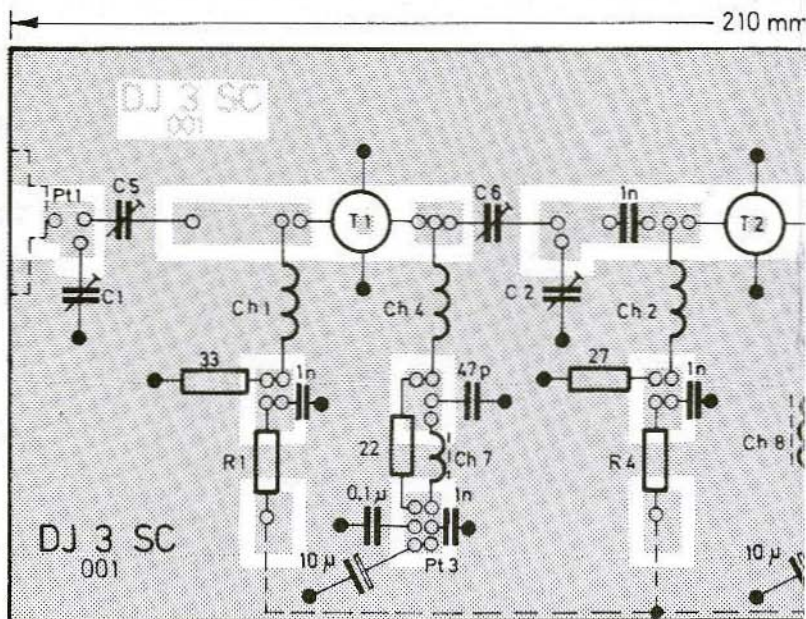 210 mm
DJ 3 SC
001
Pt1
C5
T1
C6
1n
T2
C1
Ch1
Ch4
C2
Ch2
33
1n
47p
27
1n
R1
22
Ch7
R4
Ch8
0,1µ
1n
DJ 3 SC
001
10µ
Pt3
10µ